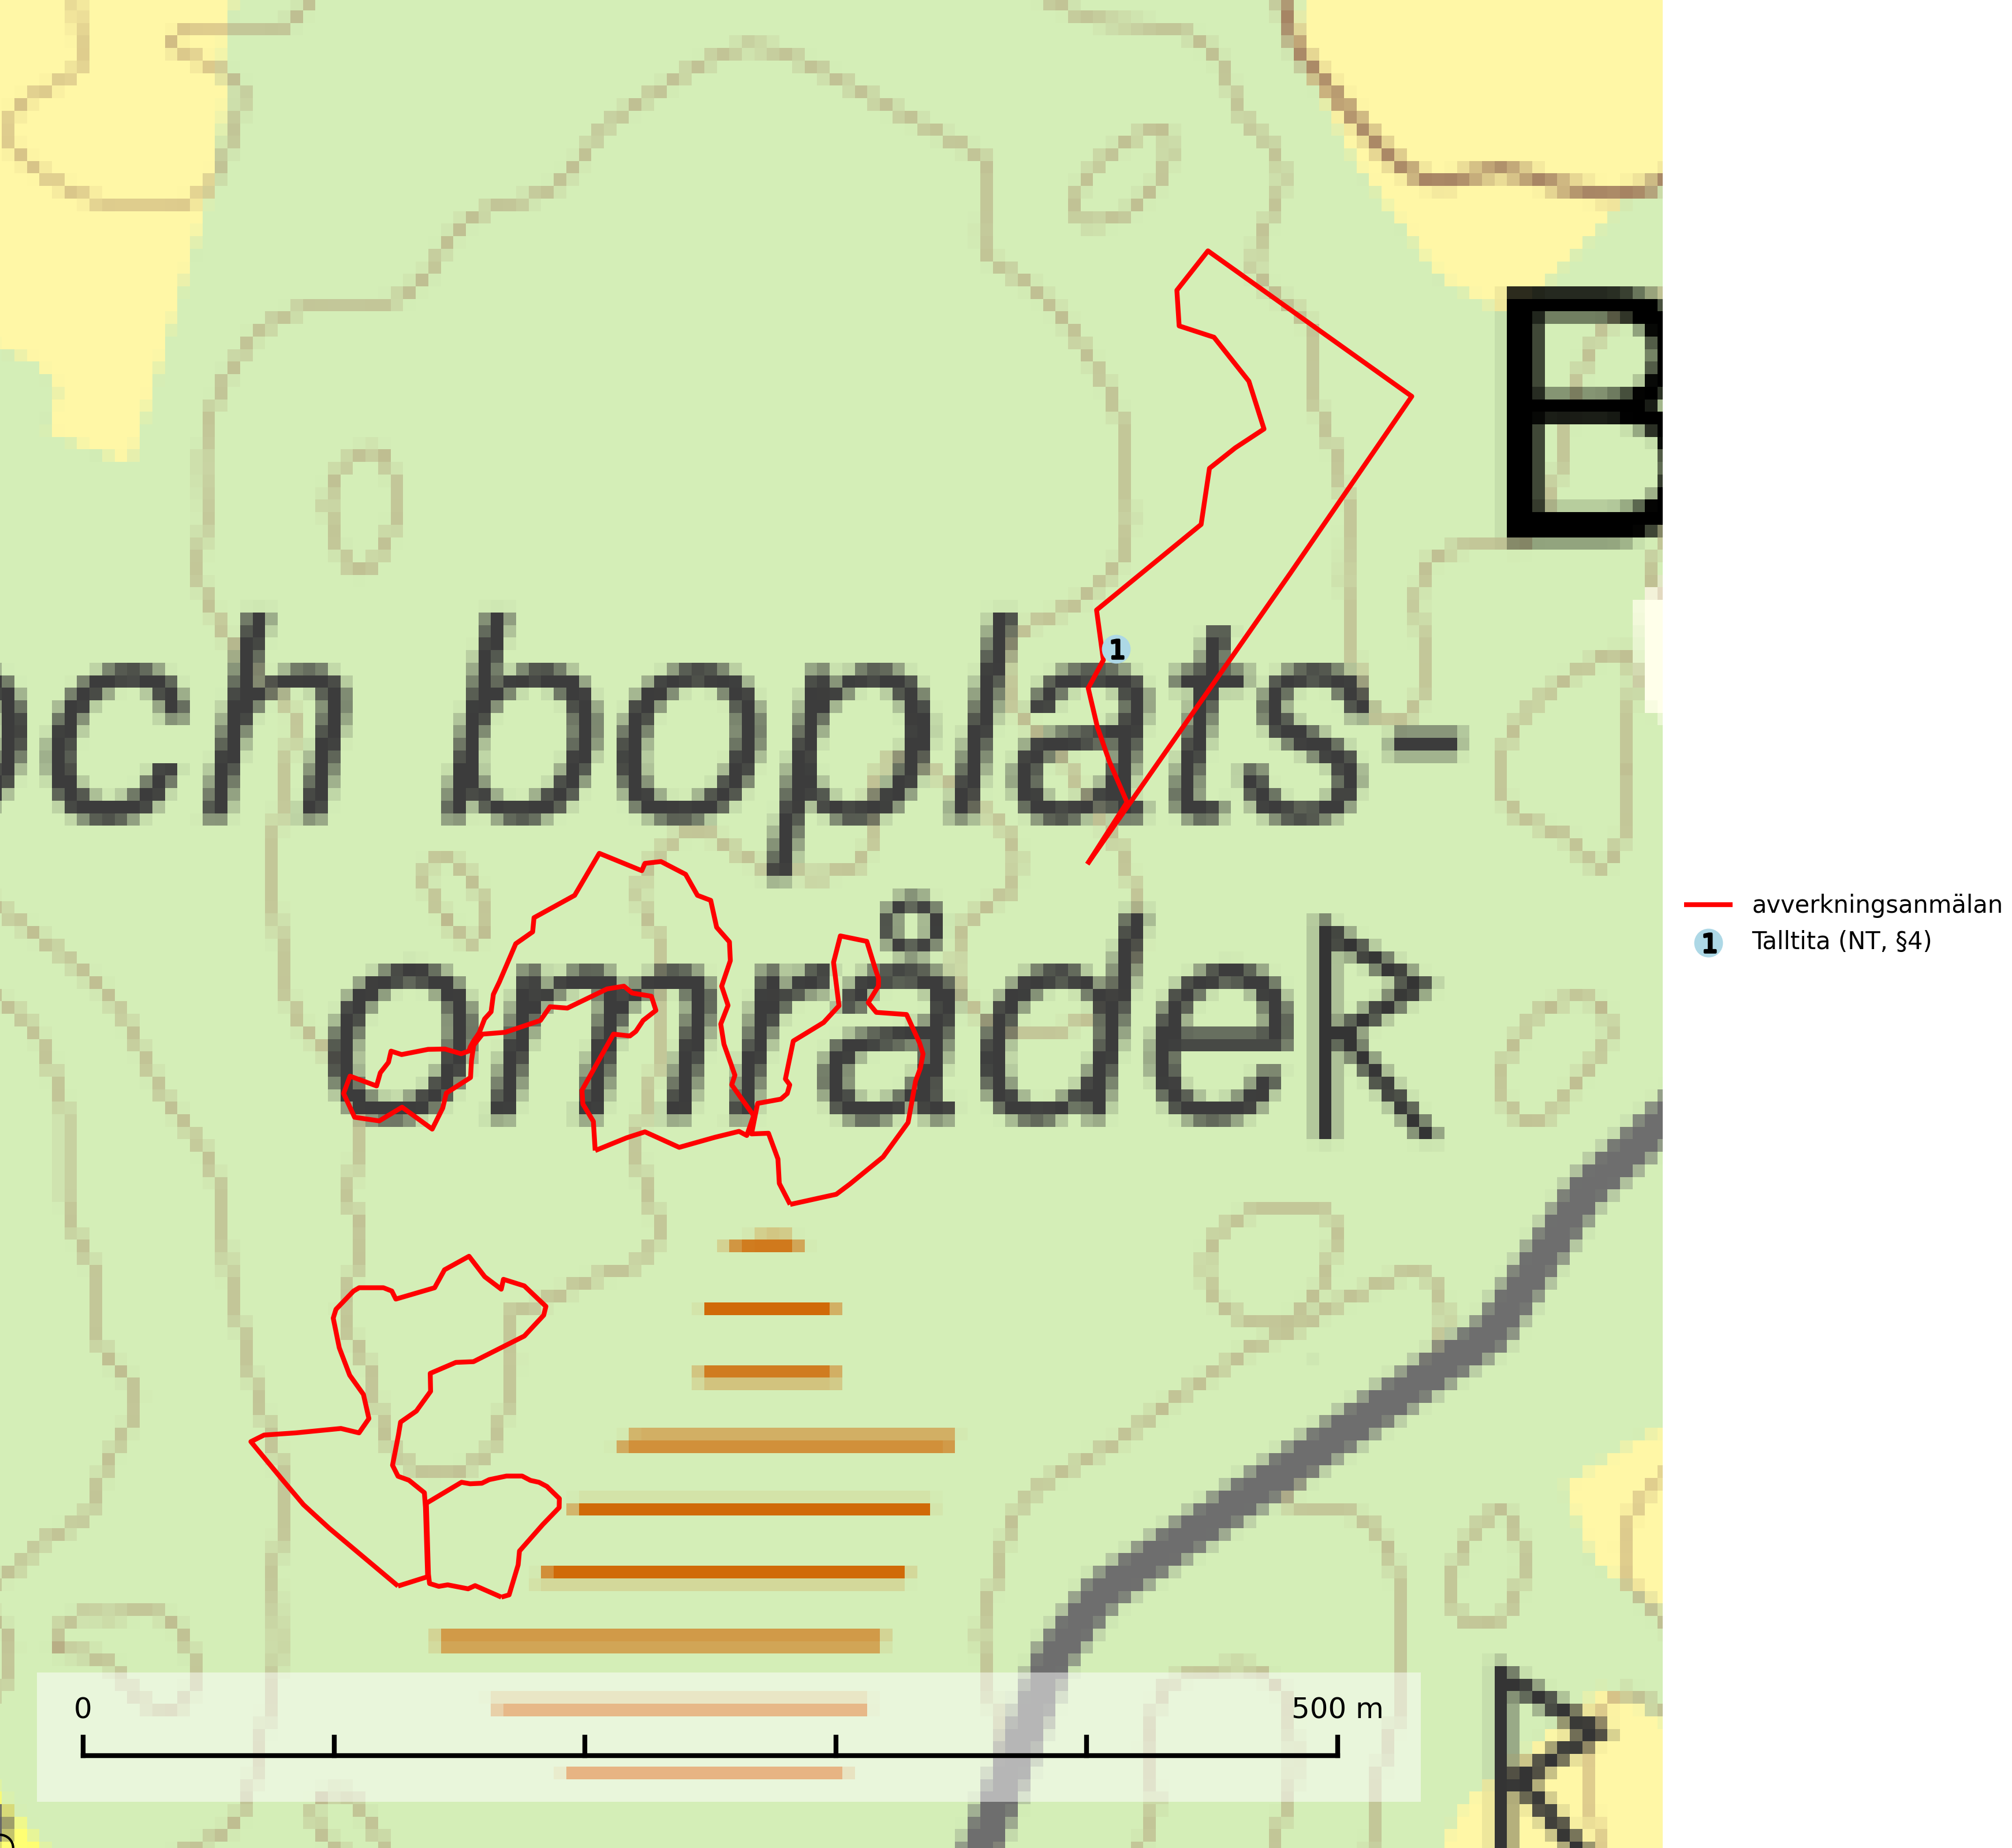 B
och boplats-
områdeR
1
avverkningsanmälan
1 Talltita (NT, §4)
R
0 500 m